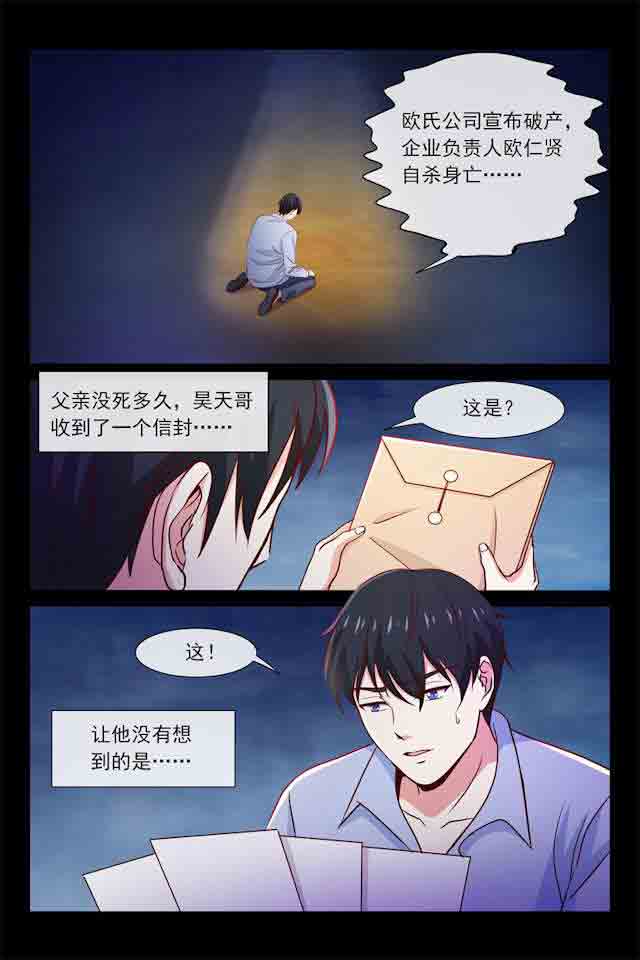 欧氏公司宣布破产，
企业负责人欧仁贤
自杀身亡……
父亲没死多久，昊天哥
收到了一个信封……
这是？
这！
让他没有想
到的是……